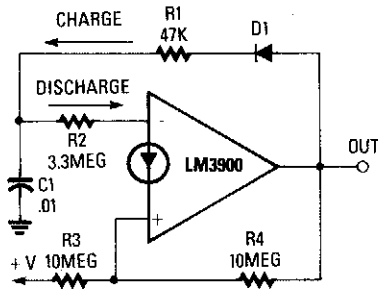 CHARGE
R1
47K
D1
DISCHARGE
R2
3.3MEG
-
LM3900
OUT
C1
.01
+
R3
10MEG
R4
10MEG
+ V